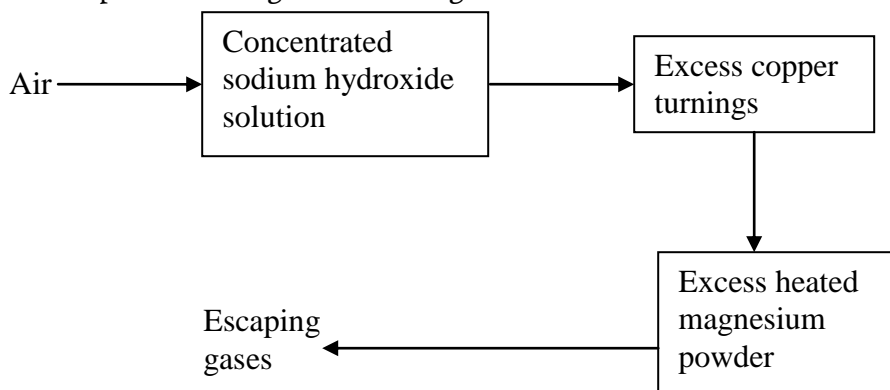 Concentrated
sodium hydroxide
solution
Air
Excess copper
turnings
Excess heated
magnesium
powder
Escaping
gases